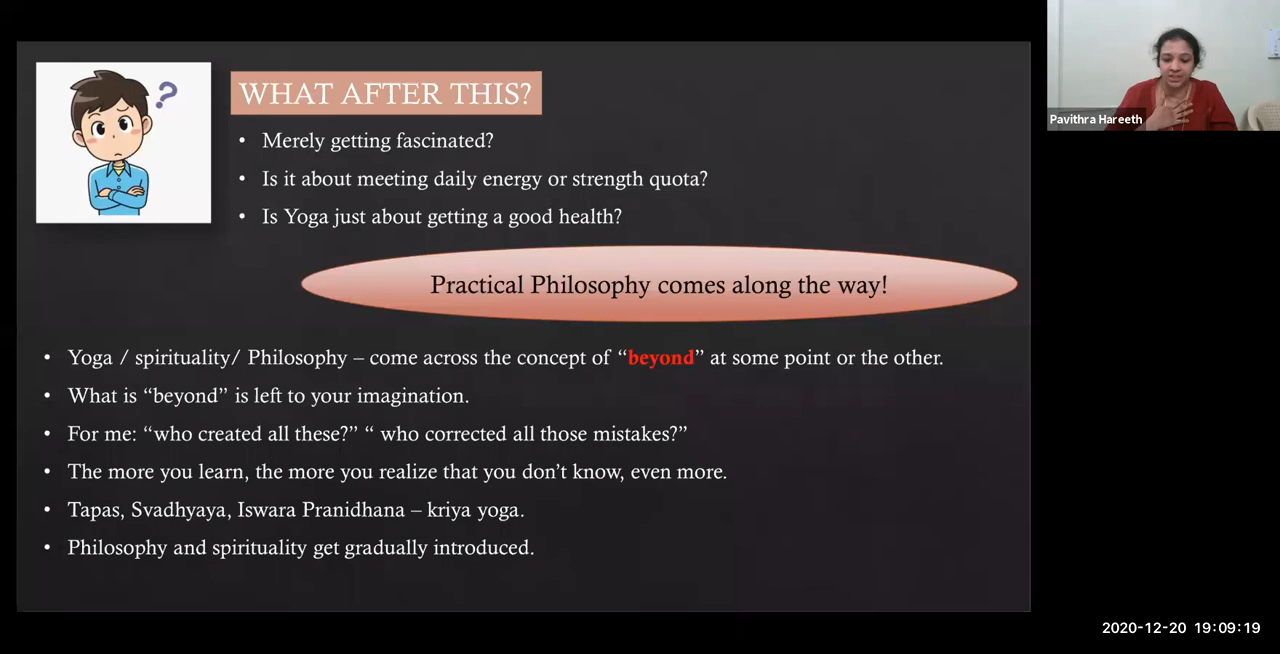 WHAT AFTER THIS?
• Merely getting fascinated?
• Is it about meeting daily energy or strength quota?
• Is Yoga just about getting a good health?
Practical Philosophy comes along the way!
• Yoga / spirituality/ Philosophy – come across the concept of “beyond” at some point or the other.
• What is “beyond” is left to your imagination.
• For me: “who created all these?” “ who corrected all those mistakes?”
• The more you learn, the more you realize that you don’t know, even more.
• Tapas, Svadhyaya, Iswara Pranidhana – kriya yoga.
• Philosophy and spirituality get gradually introduced.
Pavithra Hareeth
2020-12-20 19:09:19